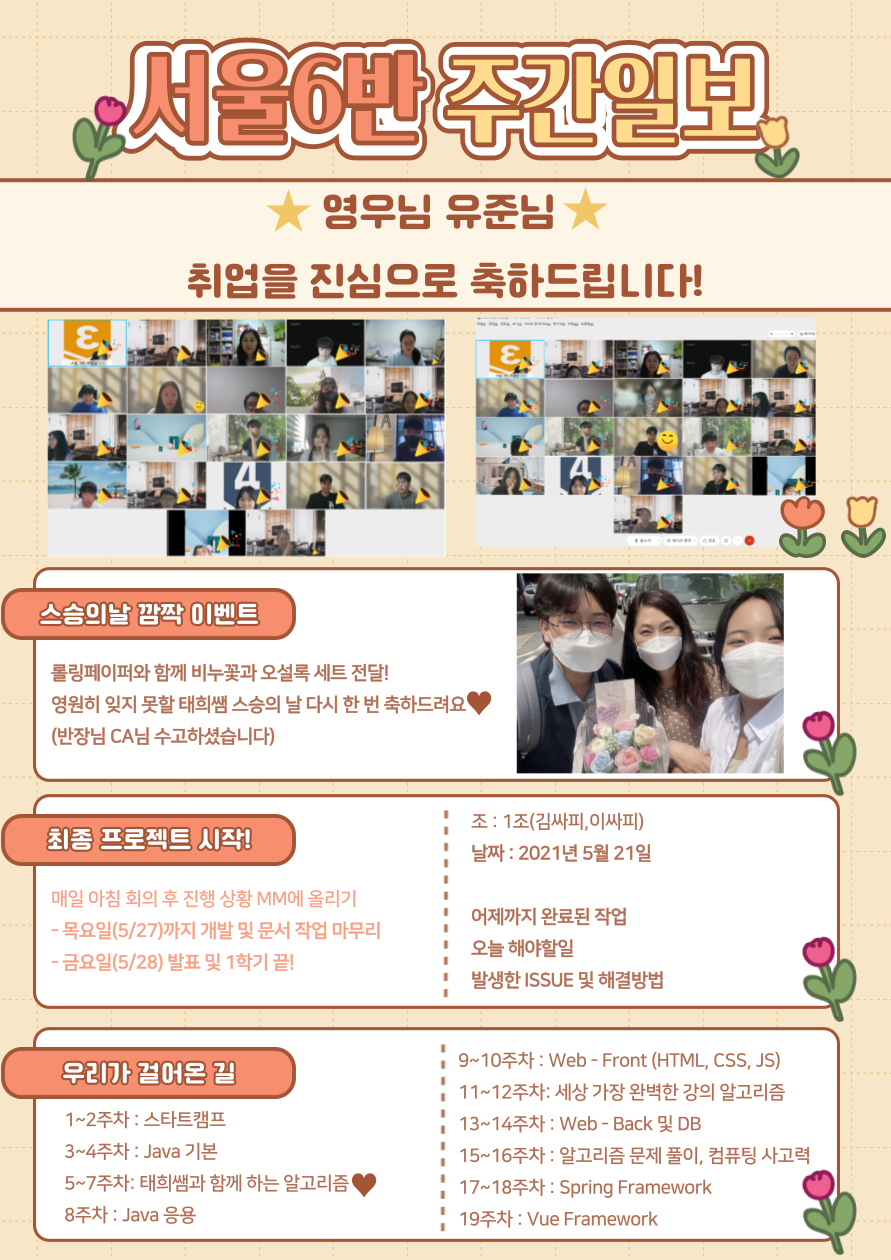 서울6반 주간일보
영우님 유준님
취업을 진심으로 축하드립니다!
스승의날 깜짝 이벤트
롤링페이퍼와 함께 비누꽃과 오설록 세트 전달!
영원히 잊지 못할 태희쌤 스승의 날 다시 한 번 축하드려요♥
(반장님 CA님 수고하셨습니다)
최종 프로젝트 시작!
매일 아침 회의 후 진행 상황 MM에 올리기
- 목요일(5/27)까지 개발 및 문서 작업 마무리
- 금요일(5/28) 발표 및 1학기 끝!
조 : 1조(김싸피,이싸피)
날짜 : 2021년 5월 21일
어제까지 완료된 작업
오늘 해야할일
발생한 ISSUE 및 해결방법
우리가 걸어온 길
1~2주차 : 스타트캠프
3~4주차 : Java 기본
5~7주차: 태희쌤과 함께 하는 알고리즘♥
8주차 : Java 응용
9~10주차 : Web - Front (HTML, CSS, JS)
11~12주차: 세상 가장 완벽한 강의 알고리즘
13~14주차 : Web - Back 및 DB
15~16주차 : 알고리즘 문제 풀이, 컴퓨팅 사고력
17~18주차 : Spring Framework
19주차 : Vue Framework